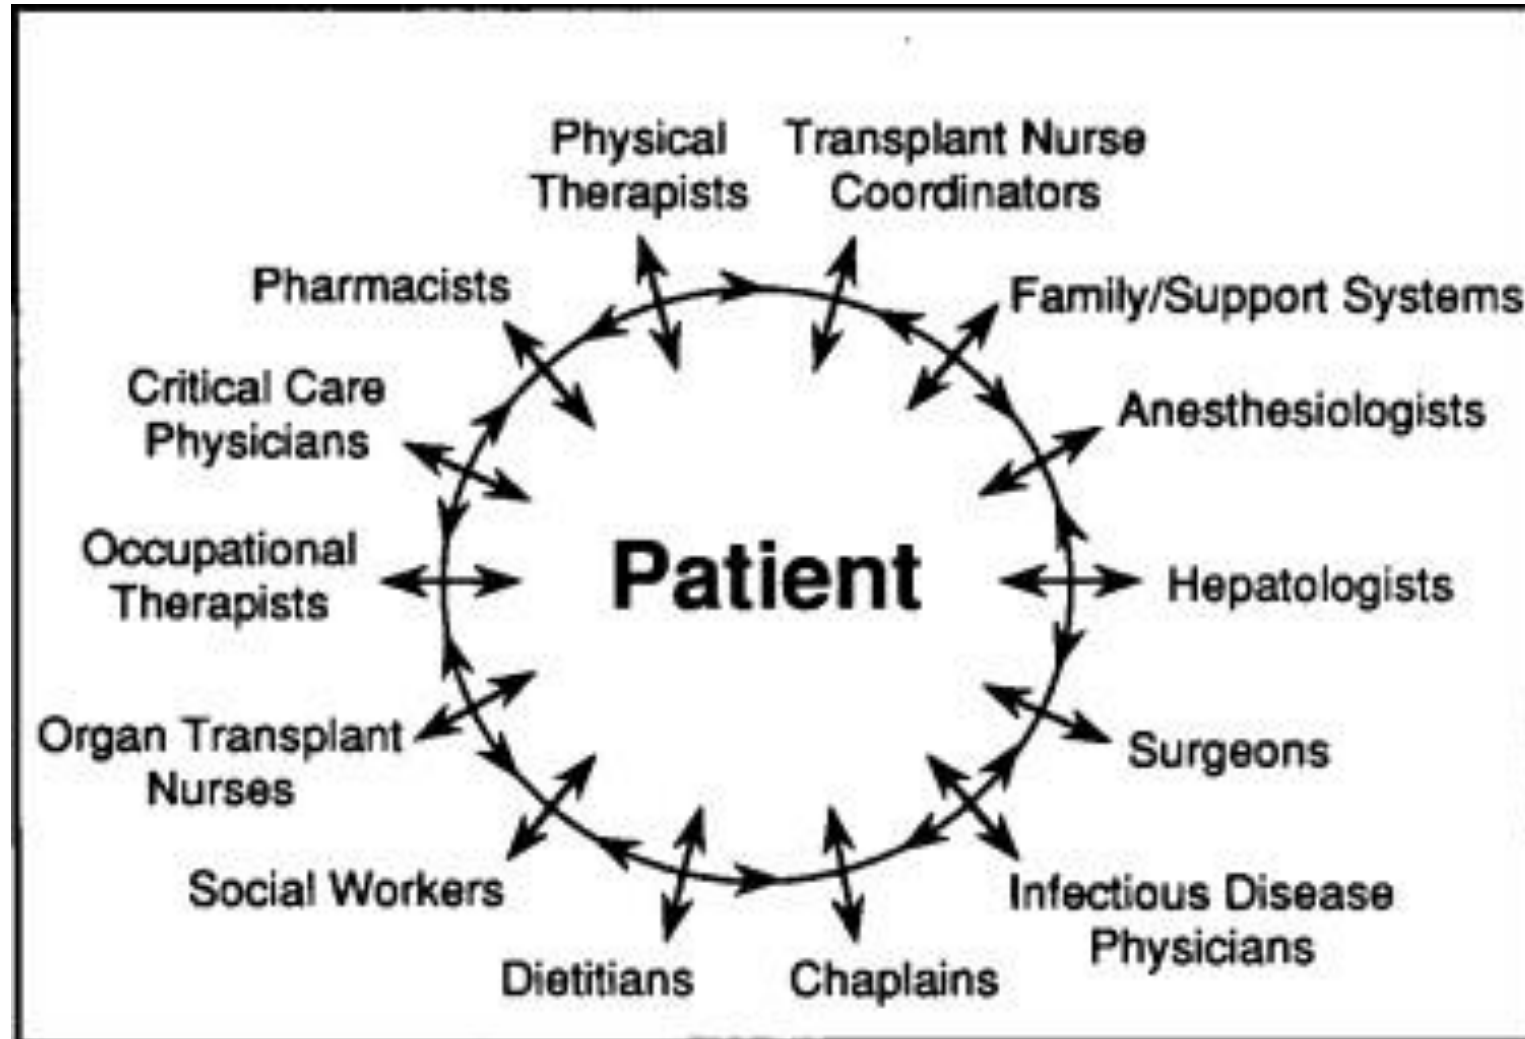 Physical
Therapists
Transplant Nurse
Coordinators
Pharmacists
Family/Support Systems
Critical Care
Physicians
Anesthesiologists
Occupational
Therapists
Patient
Hepatologists
Organ Transplant
Nurses
Surgeons
Social Workers
Infectious Disease
Physicians
Dietitians
Chaplains